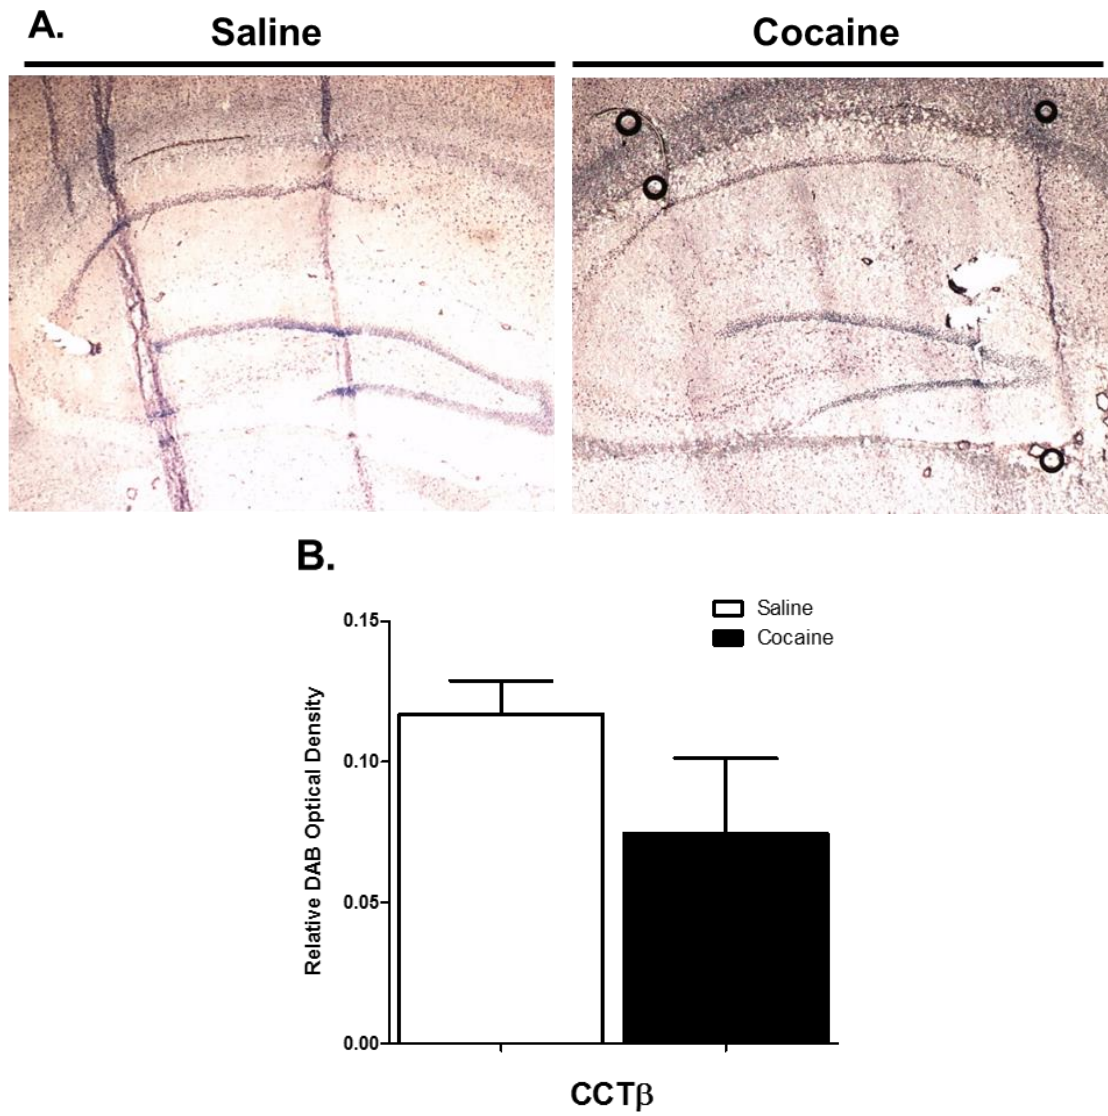 A.
Saline Cocaine
B.
Saline
Cocaine
0.15
0.10
0.05
0.00
Relative DAB Optical Density
CCTβ